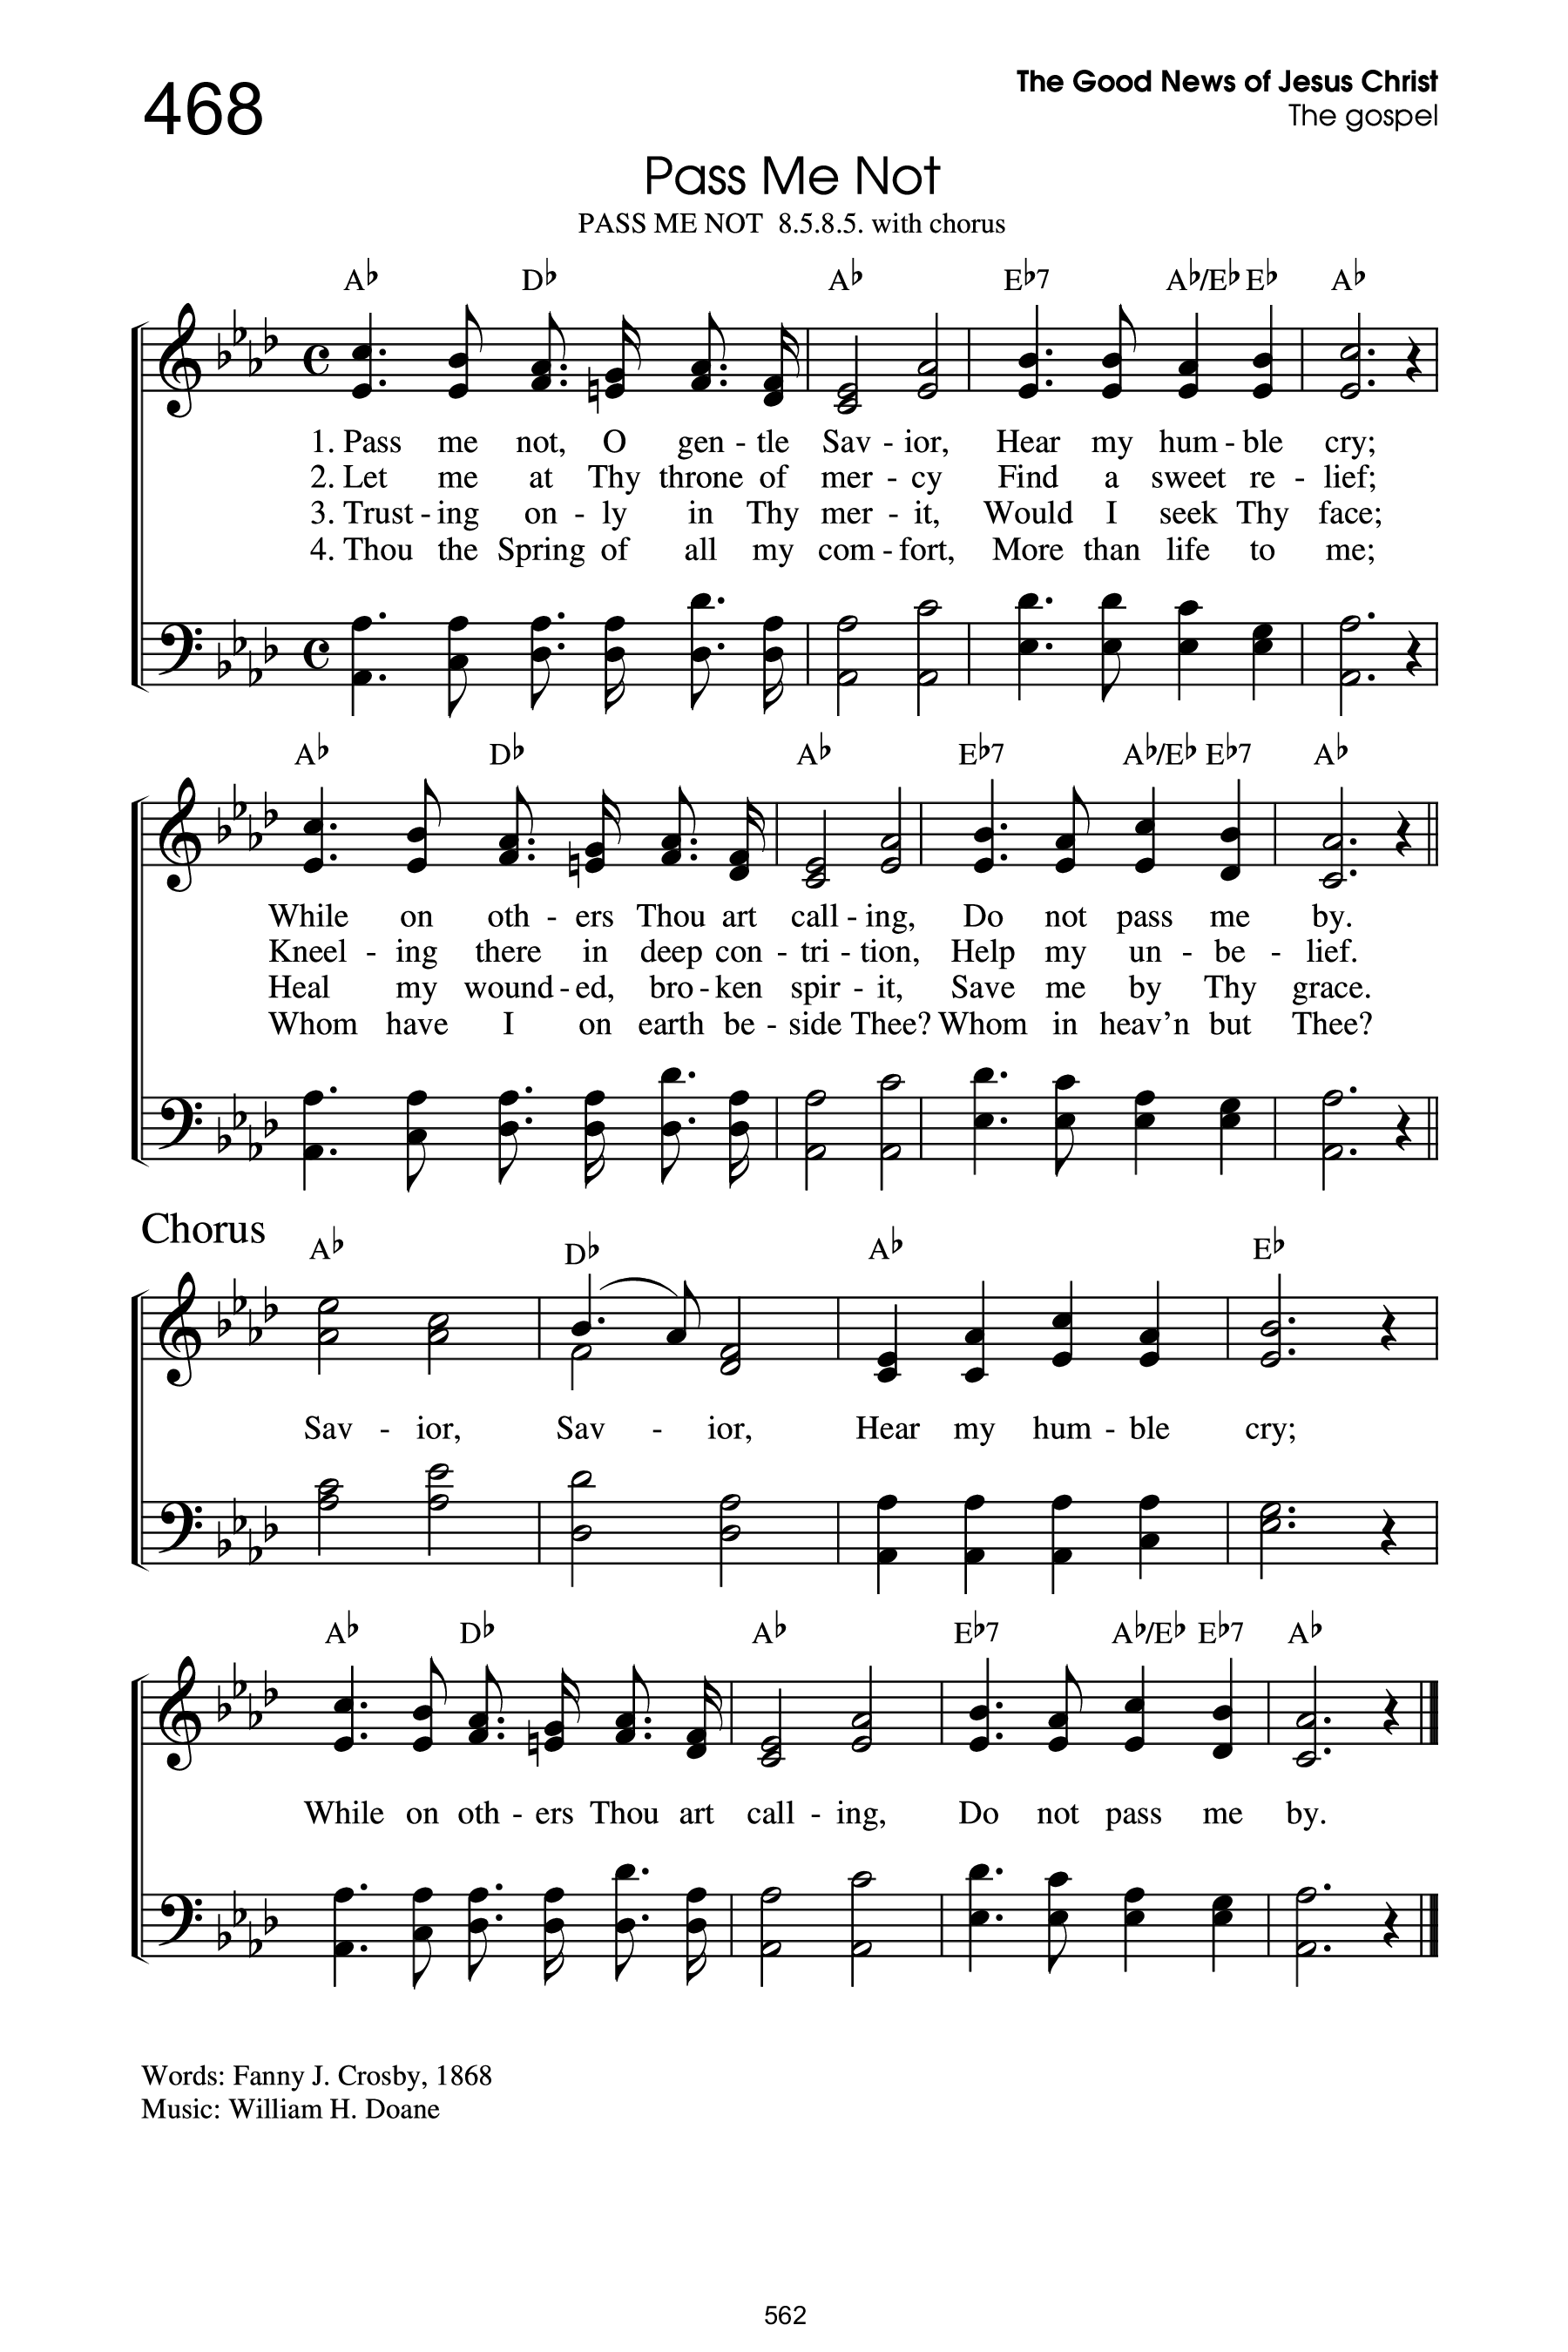 468
The Good News of Jesus Christ
The gospel
Pass Me Not
PASS ME NOT 8.5.8.5. with chorus
A♭ D♭ A♭ E♭7 A♭/E♭ E♭ A♭
1. Pass me not, O gen - tle Sav - ior, Hear my hum - ble cry;
2. Let me at Thy throne of mer - cy Find a sweet re - lief;
3. Trust - ing on - ly in Thy mer - it, Would I seek Thy face;
4. Thou the Spring of all my com - fort, More than life to me;
A♭ D♭ A♭ E♭7 A♭/E♭ E♭7 A♭
While on oth - ers Thou art call - ing, Do not pass me by.
Kneel - ing there in deep con - tri - tion, Help my un - be - lief.
Heal my wound - ed, bro - ken spir - it, Save me by Thy grace.
Whom have I on earth be - side Thee? Whom in heav’n but Thee?
Chorus
A♭ D♭ A♭ E♭
Sav - ior, Sav - ior, Hear my hum - ble cry;
A♭ D♭ A♭ E♭7 A♭/E♭ E♭7 A♭
While on oth - ers Thou art call - ing, Do not pass me by.
Words: Fanny J. Crosby, 1868
Music: William H. Doane
562